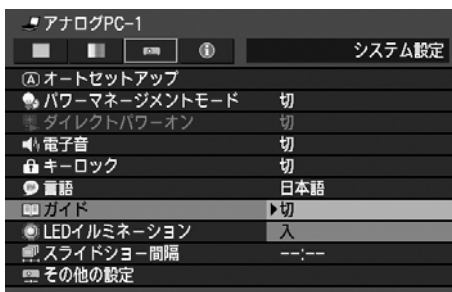 アナログPC-1
システム設定
Ⓐオートセットアップ
パワーマネージメントモード 切
ダイレクトパワーオン 切
電子音 切
キーロック 切
言語 日本語
ガイド ▶切
LEDイルミネーション 入
スライドショー間隔 --:--
その他の設定